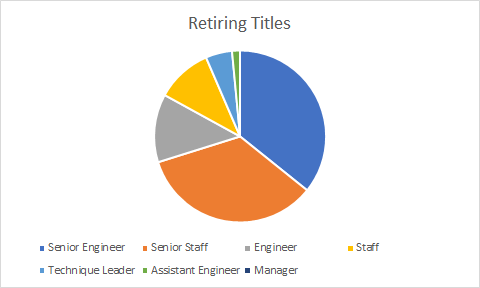 Retiring Titles
Senior Engineer Senior Staff Engineer Staff
Technique Leader Assistant Engineer Manager